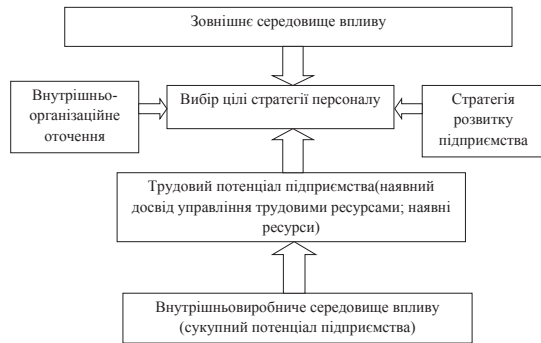 Зовнішнє середовище впливу
Внутрішньо-
організаційне
оточення
Вибір цілі стратегії персоналу
Стратегія
розвитку
підприємства
Трудовий потенціал підприємства(наявний
досвід управління трудовими ресурсами; наявні
ресурси)
Внутрішньовиробниче середовище впливу
(сукупний потенціал підприємства)